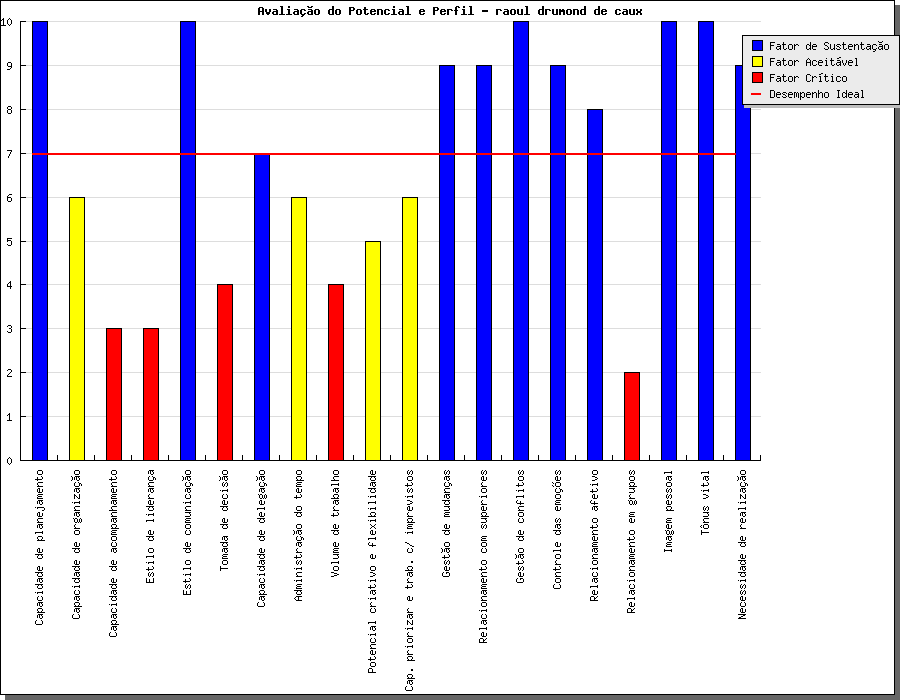 Avaliação do Potencial e Perfil - raoul drumond de caux
Fator de Sustentação
Fator Aceitável
Fator Crítico
Desempenho Ideal
10
9
8
7
6
5
4
3
2
1
0
Capacidade de planejamento
Capacidade de organização
Capacidade de acompanhamento
Estilo de liderança
Estilo de comunicação
Tomada de decisão
Capacidade de delegação
Administração do tempo
Volume de trabalho
Potencial criativo e flexibilidade
Cap. priorizar e trab. c/ imprevistos
Gestão de mudanças
Relacionamento com superiores
Gestão de conflitos
Controle das emoções
Relacionamento afetivo
Relacionamento em grupos
Imagem pessoal
Tônus vital
Necessidade de realização